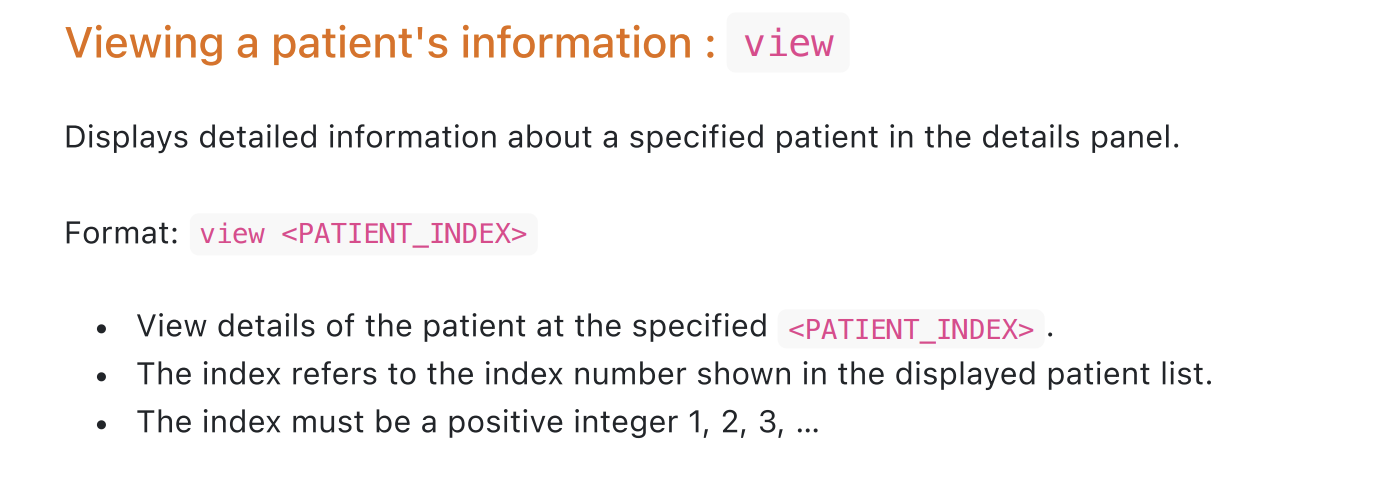 Viewing a patient's information : view
Displays detailed information about a specified patient in the details panel.
Format: view <PATIENT_INDEX>
• View details of the patient at the specified <PATIENT_INDEX>.
• The index refers to the index number shown in the displayed patient list.
• The index must be a positive integer 1, 2, 3, …